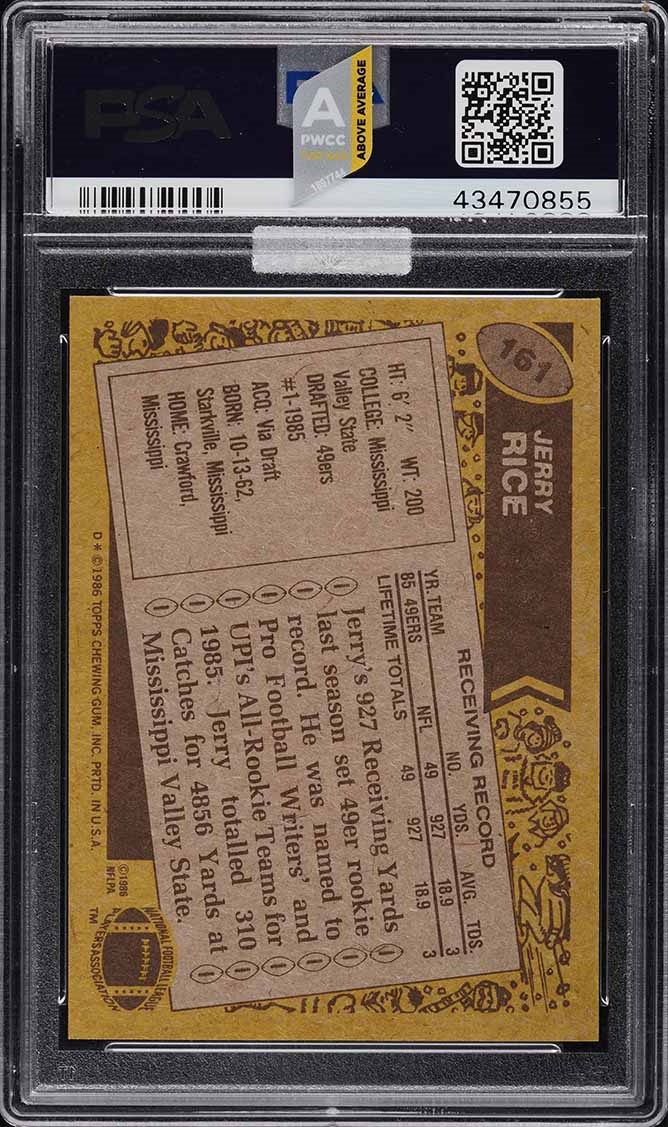 PSA
A
PWCC
ABOVE AVERAGE
1897744
43470855
161
JERRY
RICE
HT: 6' 2" WT: 200
COLLEGE: Mississippi
Valley State
DRAFTED: 49ers
#1-1985
ACQ: Via Draft
BORN: 10-13-62,
Starkville, Mississippi
HOME: Crawford,
Mississippi
RECEIVING RECORD
YR. TEAM NO. YDS. AVG. TDS.
85 49ERS NFL 49 927 18.9 3
LIFETIME TOTALS 49 927 18.9 3
Jerry's 927 Receiving Yards
last season set 49er rookie
record. He was named to
Pro Football Writers' and
UPI's All-Rookie Teams for
1985. Jerry totalled 310
Catches for 4856 Yards at
Mississippi Valley State.
D * © 1986 TOPPS CHEWING GUM, INC. PRTD. IN U.S.A.
© 1986
NFLPA
NATIONAL FOOTBALL LEAGUE
PLAYERS ASSOCIATION
TM